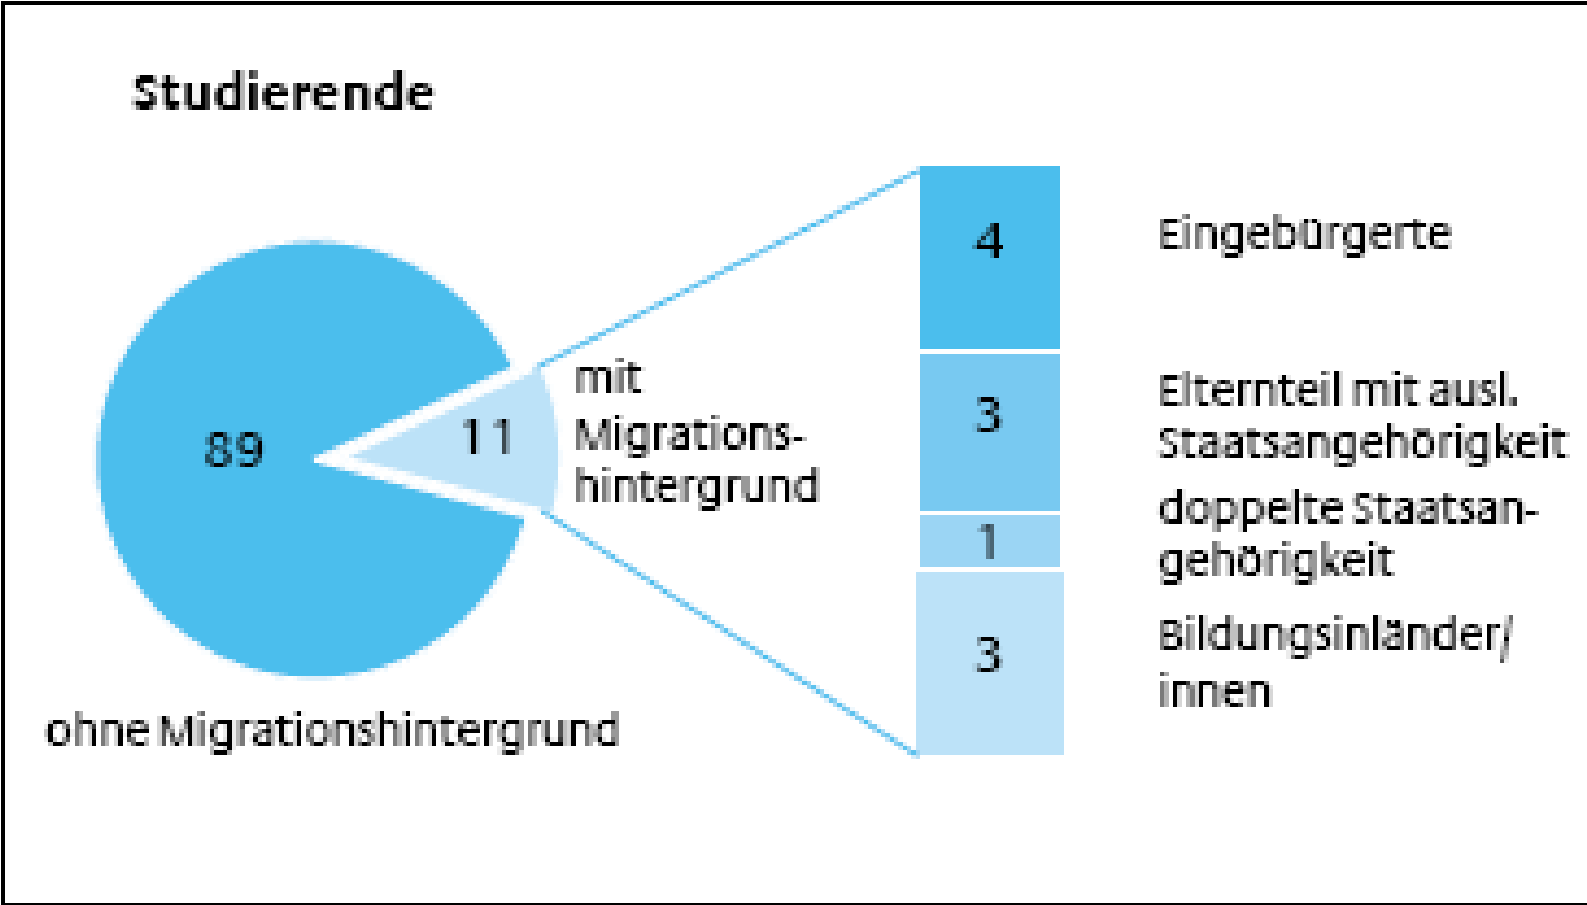 Studierende
89
11
mit
Migrations-
hintergrund
ohne Migrationshintergrund
4
Eingebürgerte
3
Elternteil mit ausl.
Staatsangehörigkeit
1
doppelte Staatsan-
gehörigkeit
3
Bildungsinländer/
innen